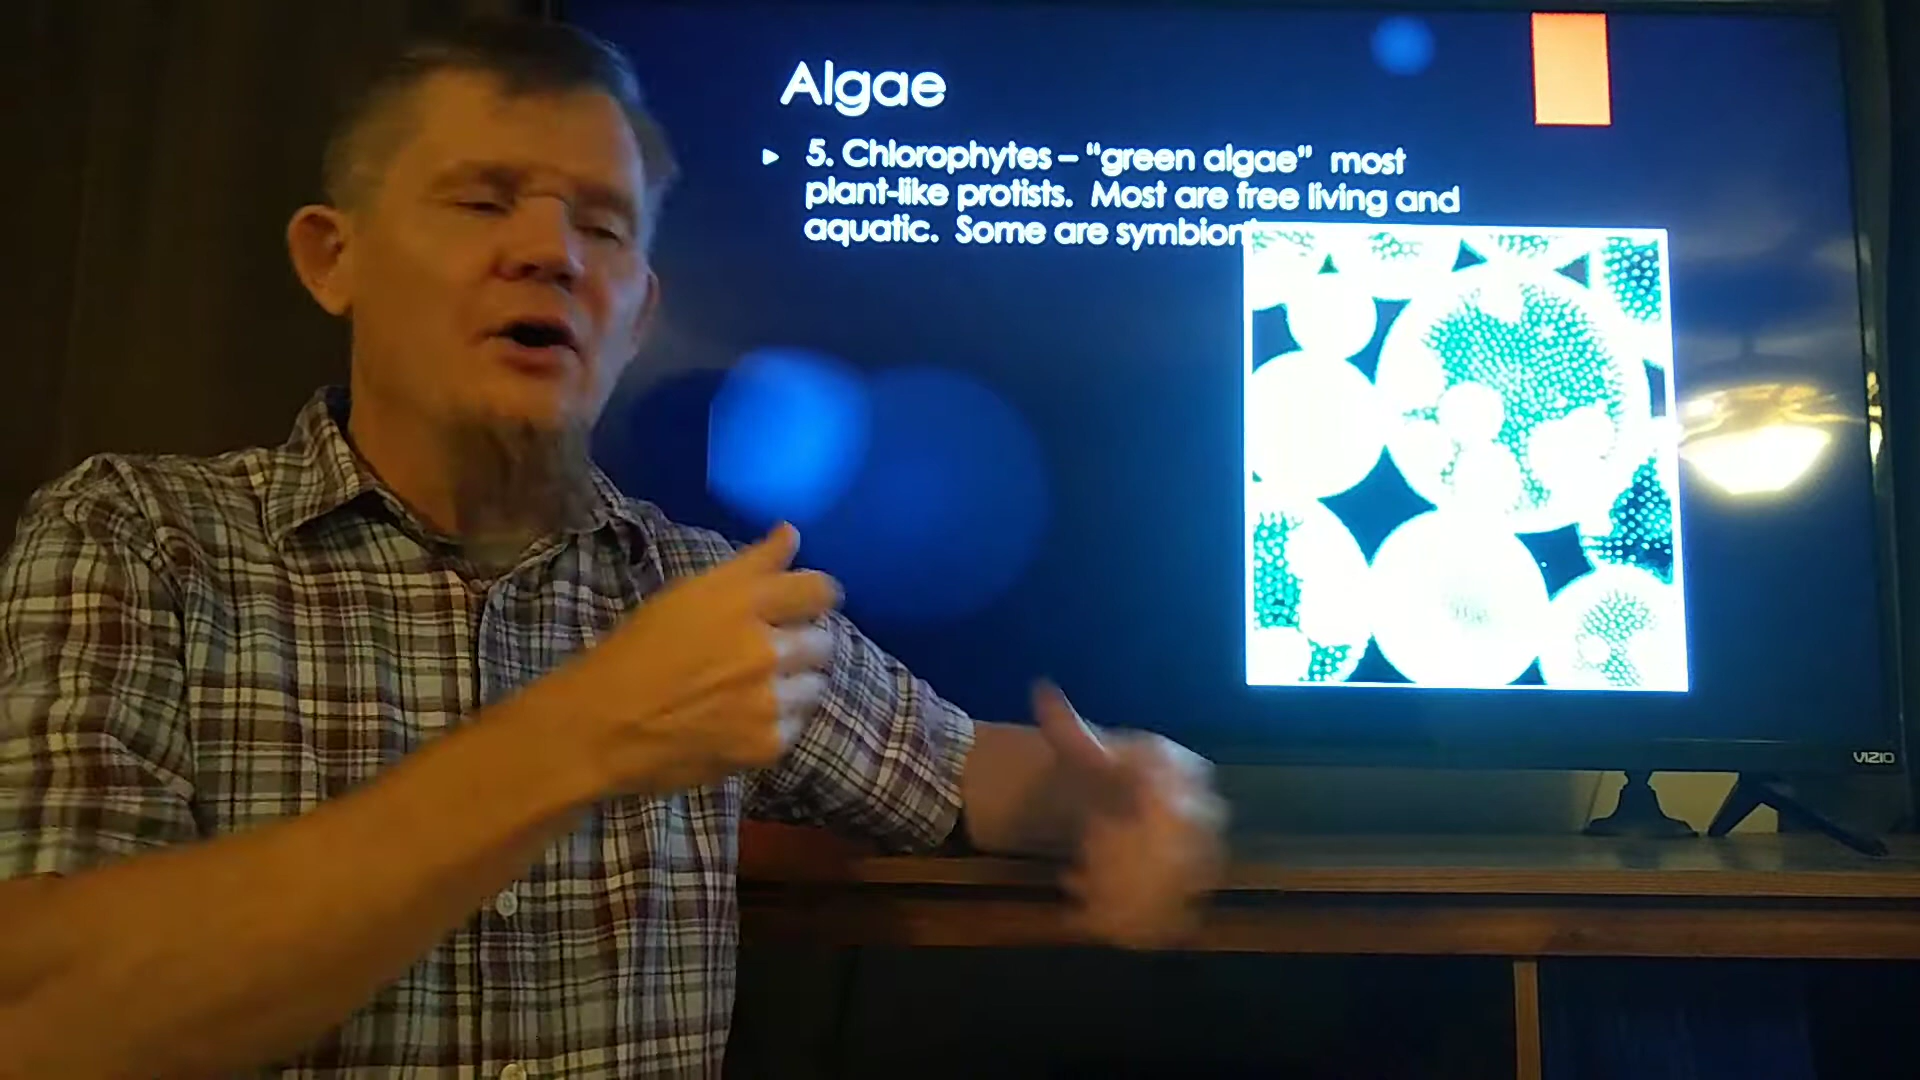 Algae
5. Chlorophytes – “green algae” most
plant-like protists. Most are free living and
aquatic. Some are
VIZIO